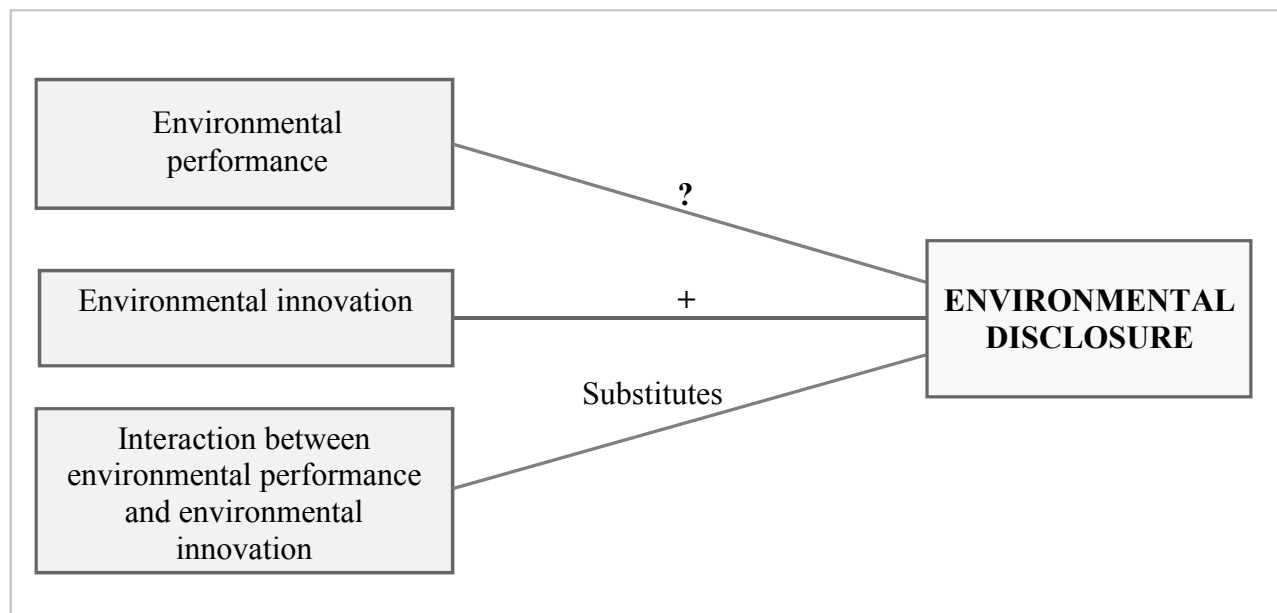 Environmental
performance
?
Environmental innovation
+
ENVIRONMENTAL
DISCLOSURE
Substitutes
Interaction between
environmental performance
and environmental
innovation